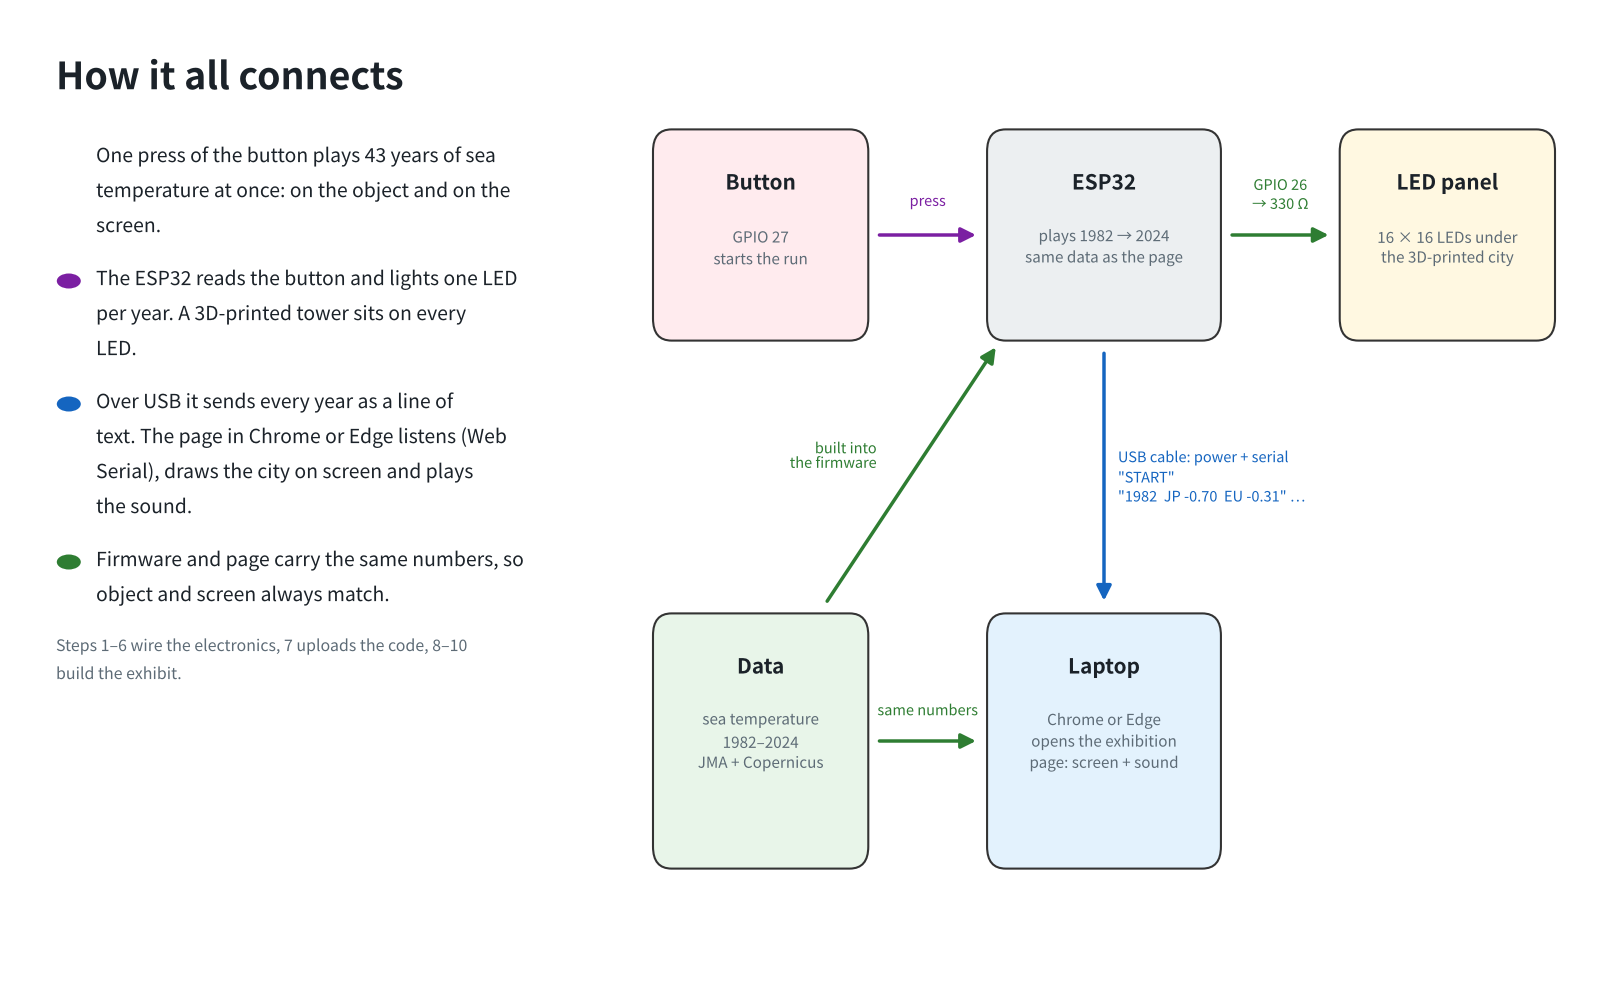 How it all connects
One press of the button plays 43 years of sea
temperature at once: on the object and on the
screen.
The ESP32 reads the button and lights one LED
per year. A 3D-printed tower sits on every
LED.
Over USB it sends every year as a line of
text. The page in Chrome or Edge listens (Web
Serial), draws the city on screen and plays
the sound.
Firmware and page carry the same numbers, so
object and screen always match.
Steps 1–6 wire the electronics, 7 uploads the code, 8–10
build the exhibit.
Button
GPIO 27
starts the run
press
ESP32
plays 1982 → 2024
same data as the page
GPIO 26
→ 330 Ω
LED panel
16 × 16 LEDs under
the 3D-printed city
built into
the firmware
USB cable: power + serial
"START"
"1982  JP -0.70  EU -0.31" …
Data
sea temperature
1982–2024
JMA + Copernicus
same numbers
Laptop
Chrome or Edge
opens the exhibition
page: screen + sound